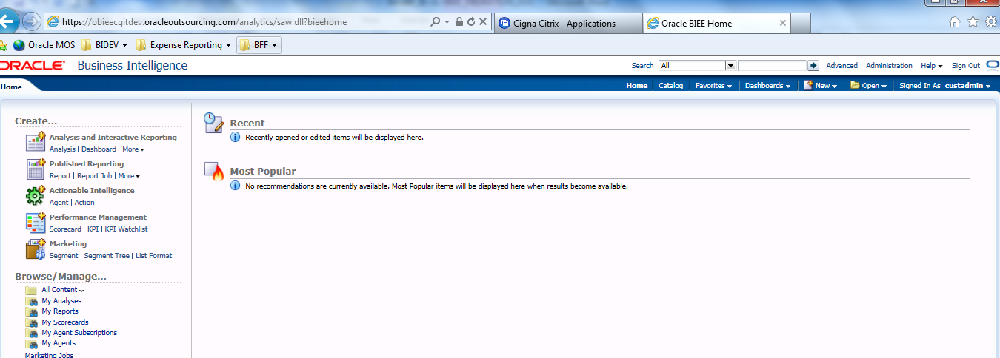 https://obieecgitdev.oracleoutsourcing.com/analytics/saw.dll?bieehome
Cigna Citrix - Applications
Oracle BIEE Home
Oracle MOS BIDEV Expense Reporting BFF
ORACLE Business Intelligence
Search All Advanced Administration Help Sign Out
Home
Home Catalog Favorites Dashboards New Open Signed In As custadmin
Create...
Analysis and Interactive Reporting
Analysis | Dashboard | More
Published Reporting
Report | Report Job | More
Actionable Intelligence
Agent | Action
Performance Management
Scorecard | KPI | KPI Watchlist
Marketing
Segment | Segment Tree | List Format
Browse/Manage...
All Content
My Analyses
My Reports
My Scorecards
My Agent Subscriptions
My Agents
Marketing Jobs
Recent
Recently opened or edited items will be displayed here.
Most Popular
No recommendations are currently available. Most Popular items will be displayed here when results become available.